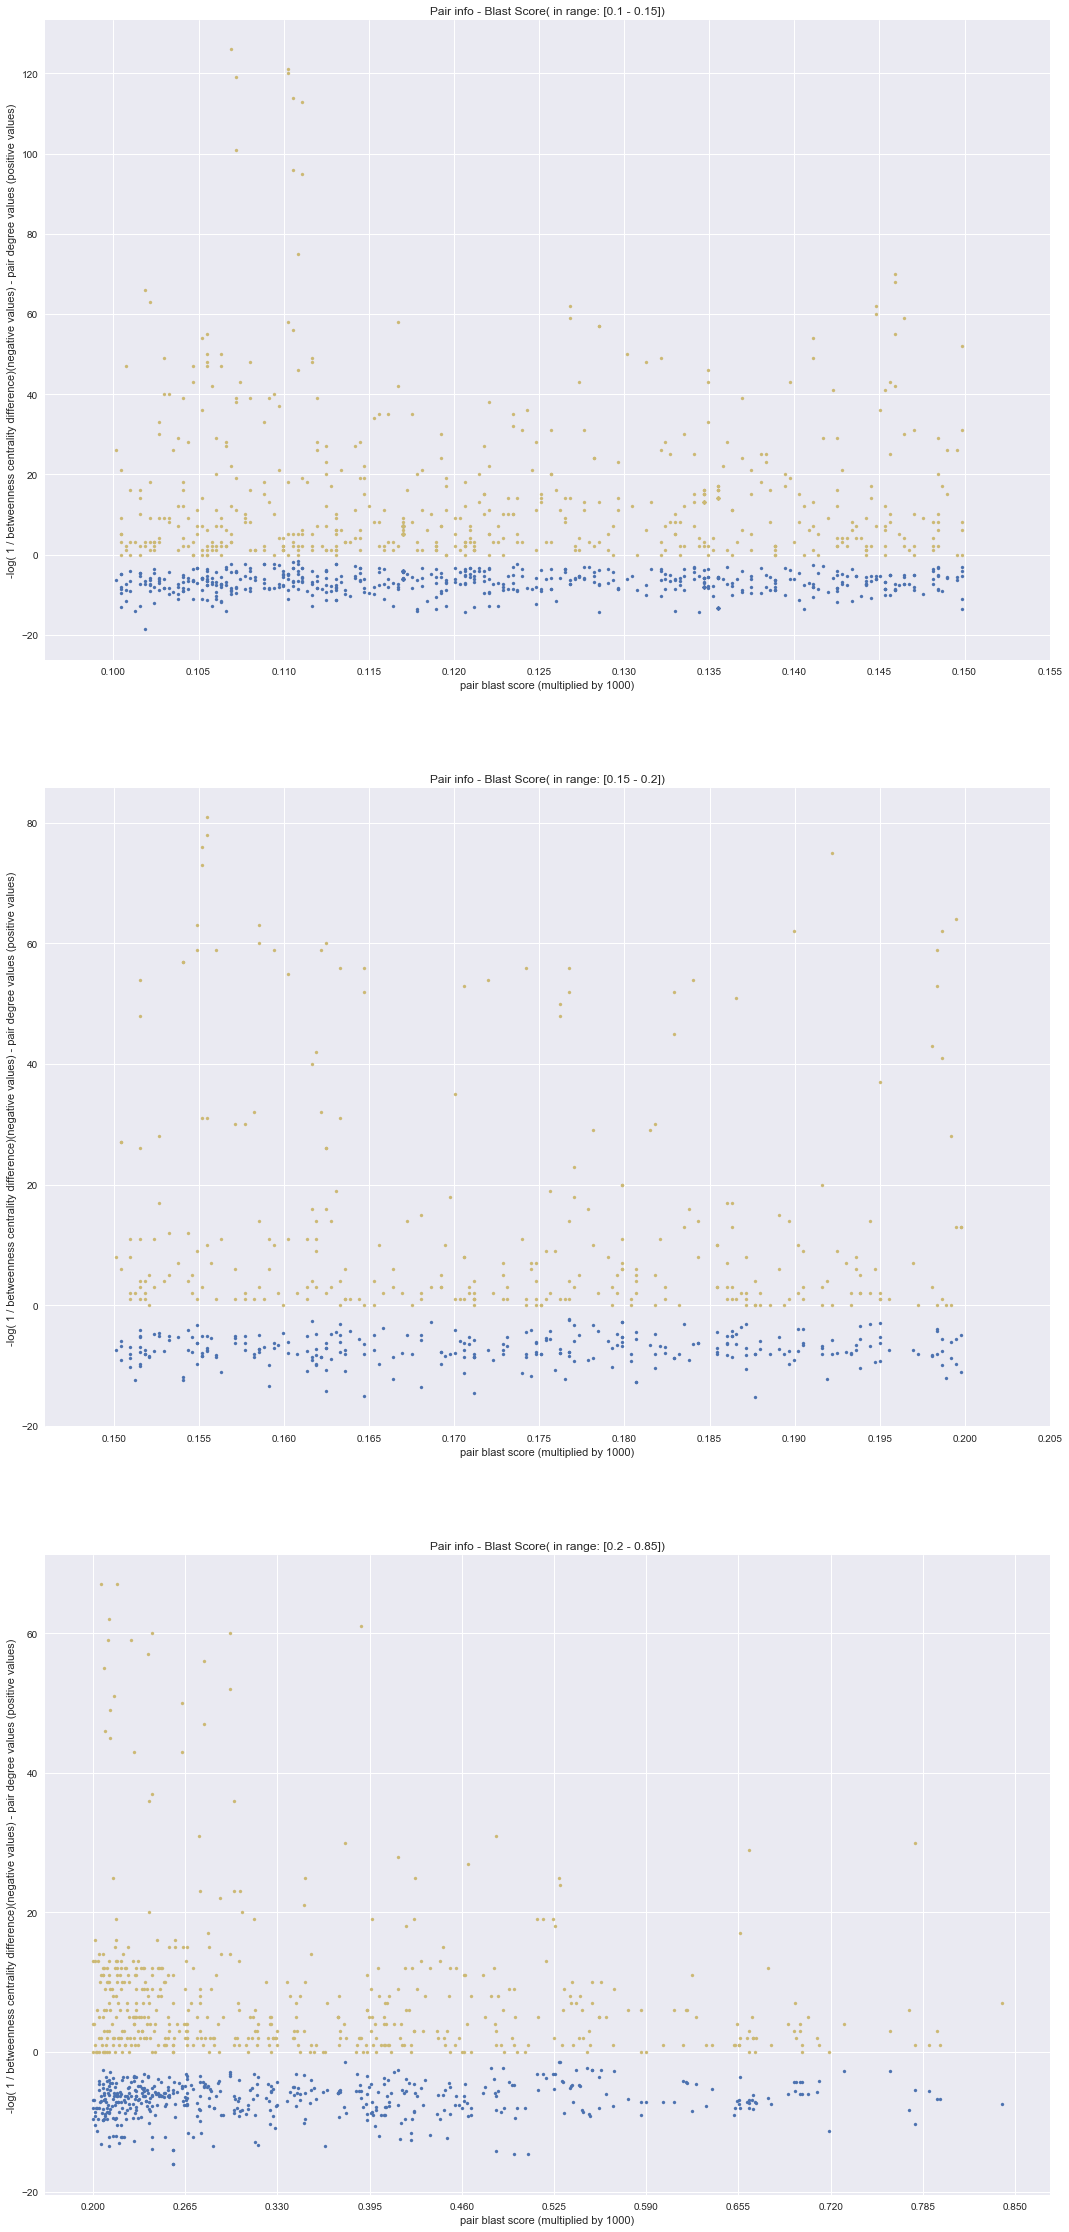 Pair info - Blast Score( in range: [0.1 - 0.15])
-log( 1 / betweenness centrality difference)(negative values) - pair degree values (positive values)
120
100
80
60
40
20
0
−20
0.100 0.105 0.110 0.115 0.120 0.125 0.130 0.135 0.140 0.145 0.150 0.155
pair blast score (multiplied by 1000)
Pair info - Blast Score( in range: [0.15 - 0.2])
-log( 1 / betweenness centrality difference)(negative values) - pair degree values (positive values)
80
60
40
20
0
−20
0.150 0.155 0.160 0.165 0.170 0.175 0.180 0.185 0.190 0.195 0.200 0.205
pair blast score (multiplied by 1000)
Pair info - Blast Score( in range: [0.2 - 0.85])
-log( 1 / betweenness centrality difference)(negative values) - pair degree values (positive values)
60
40
20
0
−20
0.200 0.265 0.330 0.395 0.460 0.525 0.590 0.655 0.720 0.785 0.850
pair blast score (multiplied by 1000)